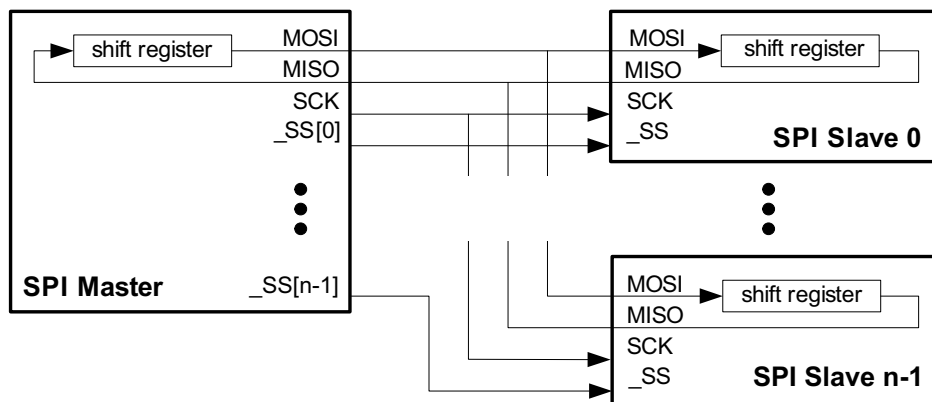 shift register
MOSI
MISO
SCK
_SS[0]
SPI Master
_SS[n-1]
MOSI
shift register
MISO
SCK
_SS
SPI Slave 0
MOSI
shift register
MISO
SCK
_SS
SPI Slave n-1